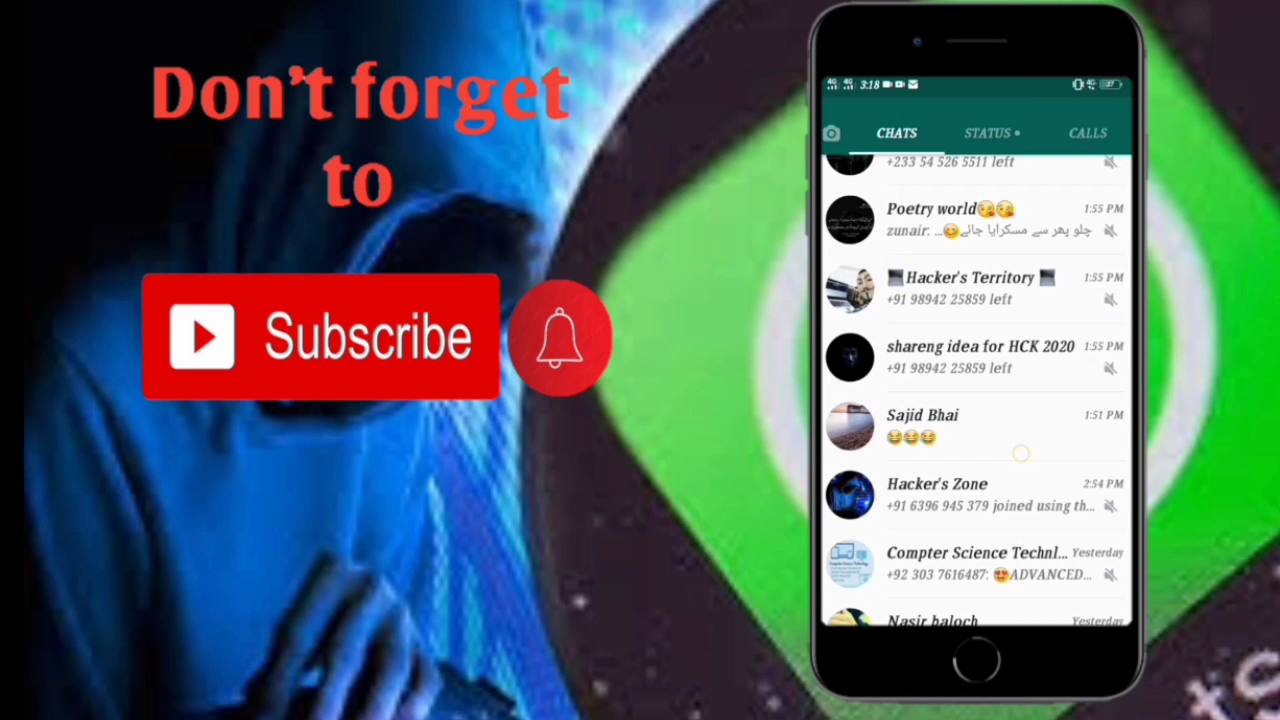 Don't forget
to
Subscribe
3:18
CHATS
STATUS
CALLS
+233 54 526 5511 left
Poetry world😘😘
1:55 PM
zunair: ...😋چلو پھر سے مسکرایا جائے
💻Hacker's Territory 💻
1:55 PM
+91 98942 25859 left
shareng idea for HCK 2020
1:55 PM
+91 98942 25859 left
Sajid Bhai
1:51 PM
😂😂😂
Hacker's Zone
2:54 PM
+91 6396 945 379 joined using th...
Compter Science Technl...
Yesterday
+92 303 7616487: 😍ADVANCED...
Nasir baloch
Yesterday